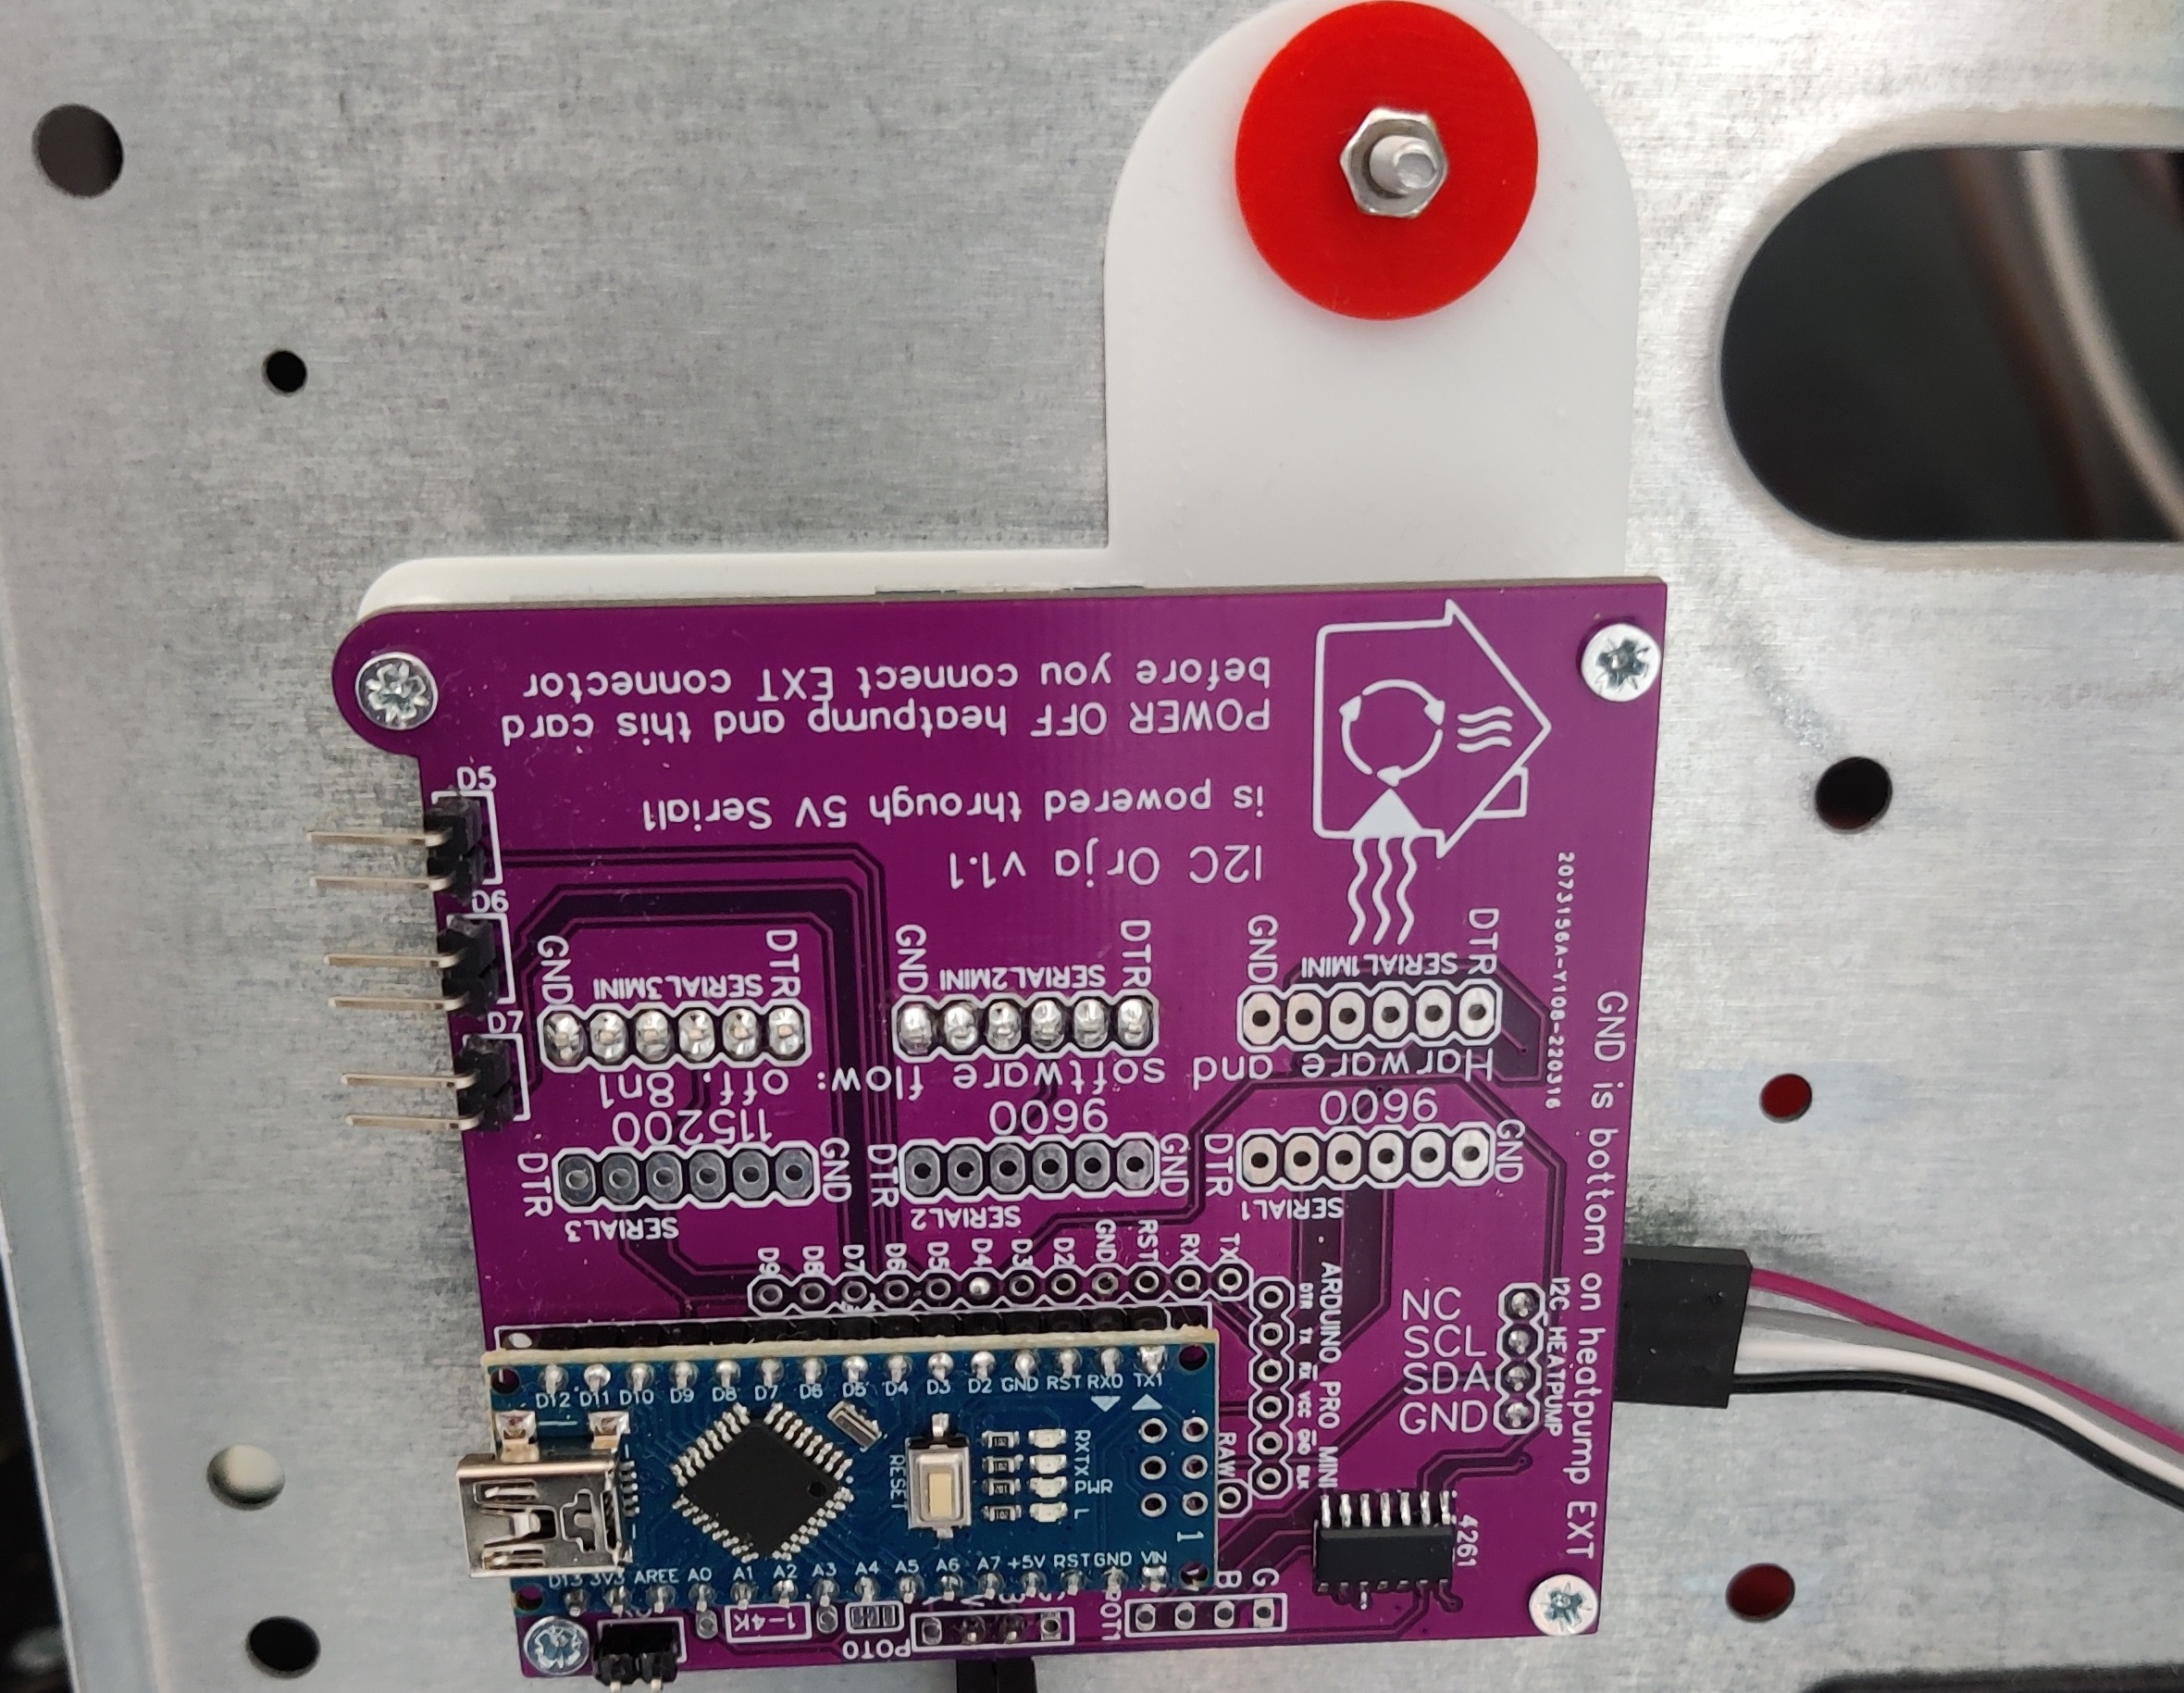 POWER OFF heatpump and this card
before you connect EXT connector
I2C Orja v1.1
is powered through 5V Serial1
2073156A-Y108-220316
GND is bottom on heatpump EXT
I2C HEATPUMP
NC
SCL
SDA
GND
4261
D5
D6
D7
GND
SERIAL3MINI
DTR
GND
SERIAL2MINI
DTR
GND
SERIAL1MINI
DTR
Harware and software flow: off. 8n1
9600
9600
115200
DTR
SERIAL3
GND
DTR
SERIAL2
GND
DTR
SERIAL1
GND
D9 D8 D7 D6 D5 D4 D3 D2 GND RST RX TX
ARDUINO PRO MINI
DTR TX RX VCC
RAW
D12 D11 D10 D9 D8 D7 D6 D5 D4 D3 D2 GND RST RX0 TX1
RESET
RX
TX
PWR
L
1
D13 3V3 AREF A0 A1 A2 A3 A4 A5 A6 A7 +5V RST GND VIN
1-4K
POT0
POT1
B
G